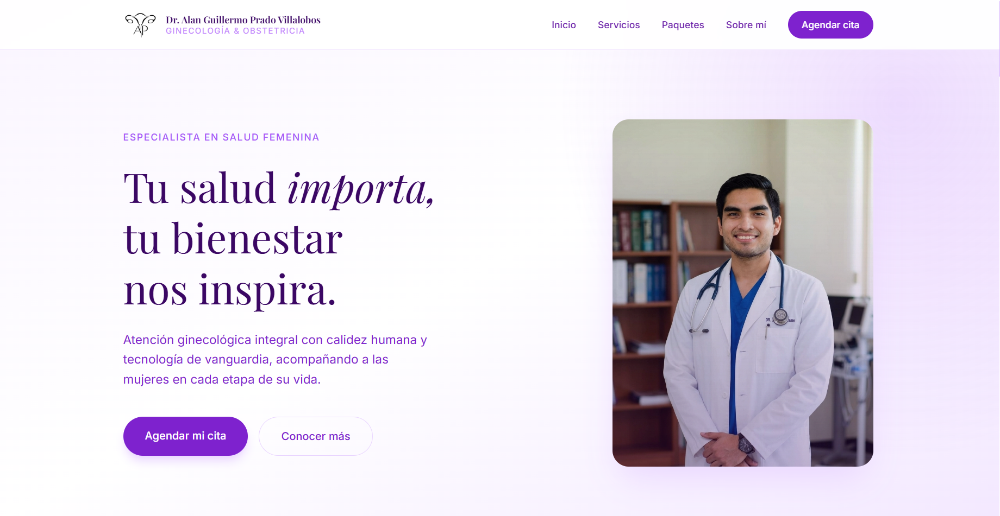 AP
Dr. Alan Guillermo Prado Villalobos
GINECOLOGÍA & OBSTETRICIA
Inicio
Servicios
Paquetes
Sobre mí
Agendar cita
ESPECIALISTA EN SALUD FEMENINA
Tu salud importa,
tu bienestar
nos inspira.
Atención ginecológica integral con calidez humana y
tecnología de vanguardia, acompañando a las
mujeres en cada etapa de su vida.
Agendar mi cita
Conocer más
DR.